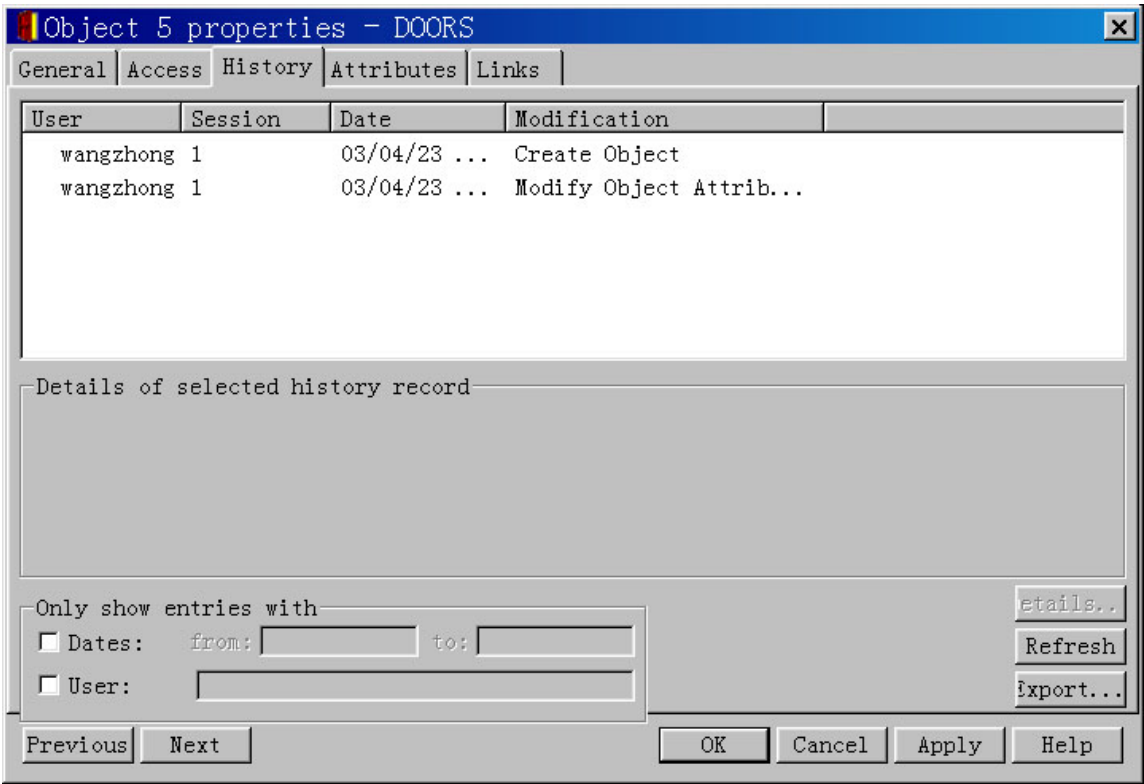 Object 5 properties - DOORS
General Access History Attributes Links
User Session Date Modification
wangzhong 1 03/04/23 ... Create Object
wangzhong 1 03/04/23 ... Modify Object Attrib...
Details of selected history record
Only show entries with
etails..
Dates: from: to:
Refresh
User:
Export...
Previous Next OK Cancel Apply Help